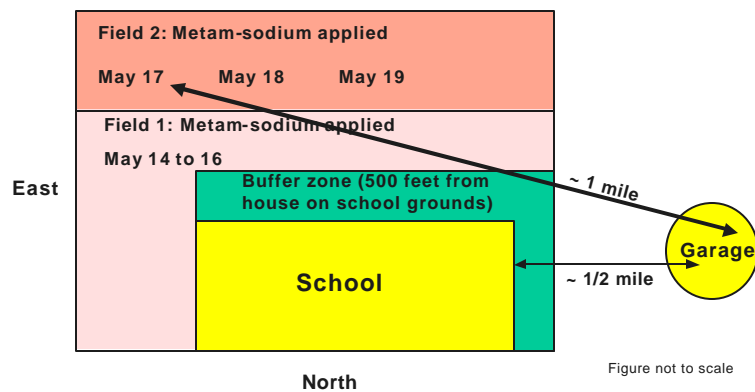 Field 2: Metam-sodium applied
May 17 May 18 May 19
Field 1: Metam-sodium applied
May 14 to 16
East
Buffer zone (500 feet from
house on school grounds)
~ 1 mile
Garage
School
~ 1/2 mile
North
Figure not to scale